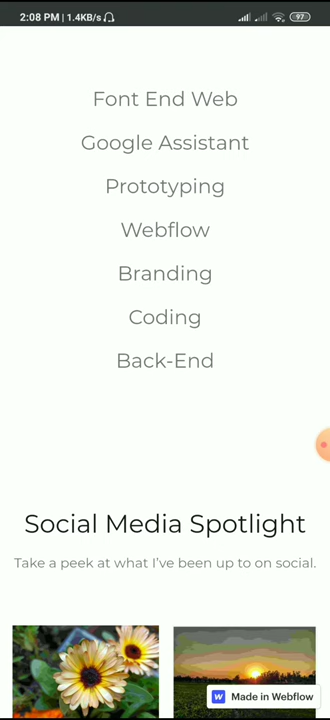 2:08 PM | 1.4KB/s
97
Font End Web
Google Assistant
Prototyping
Webflow
Branding
Coding
Back-End
Social Media Spotlight
Take a peek at what I've been up to on social.
W Made in Webflow